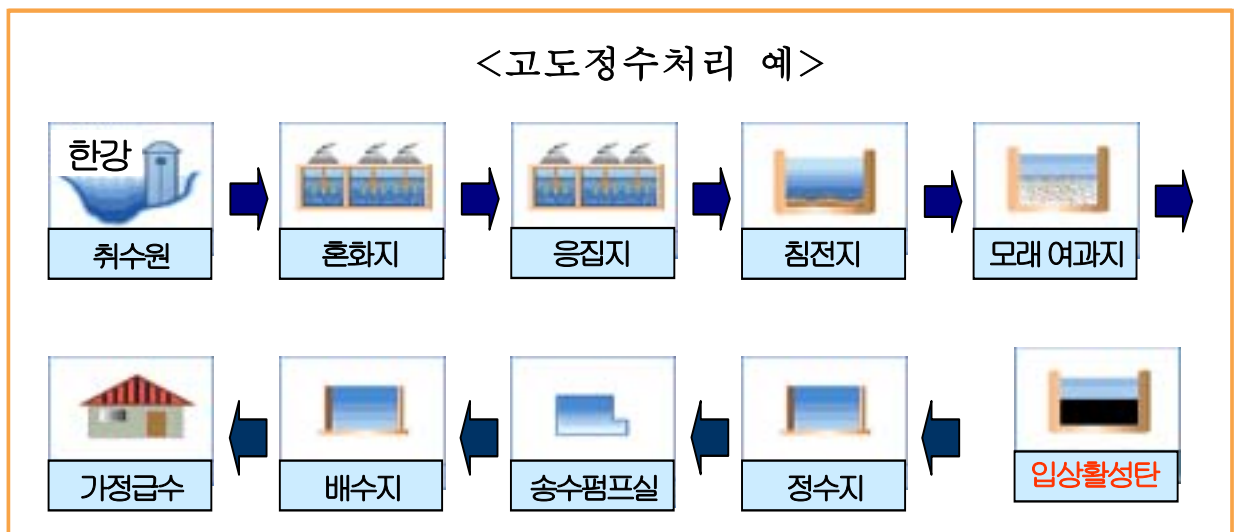 <고도정수처리 예>
한강
취수원
혼화지
응집지
침전지
모래 여과지
가정급수
배수지
송수펌프실
정수지
입상활성탄